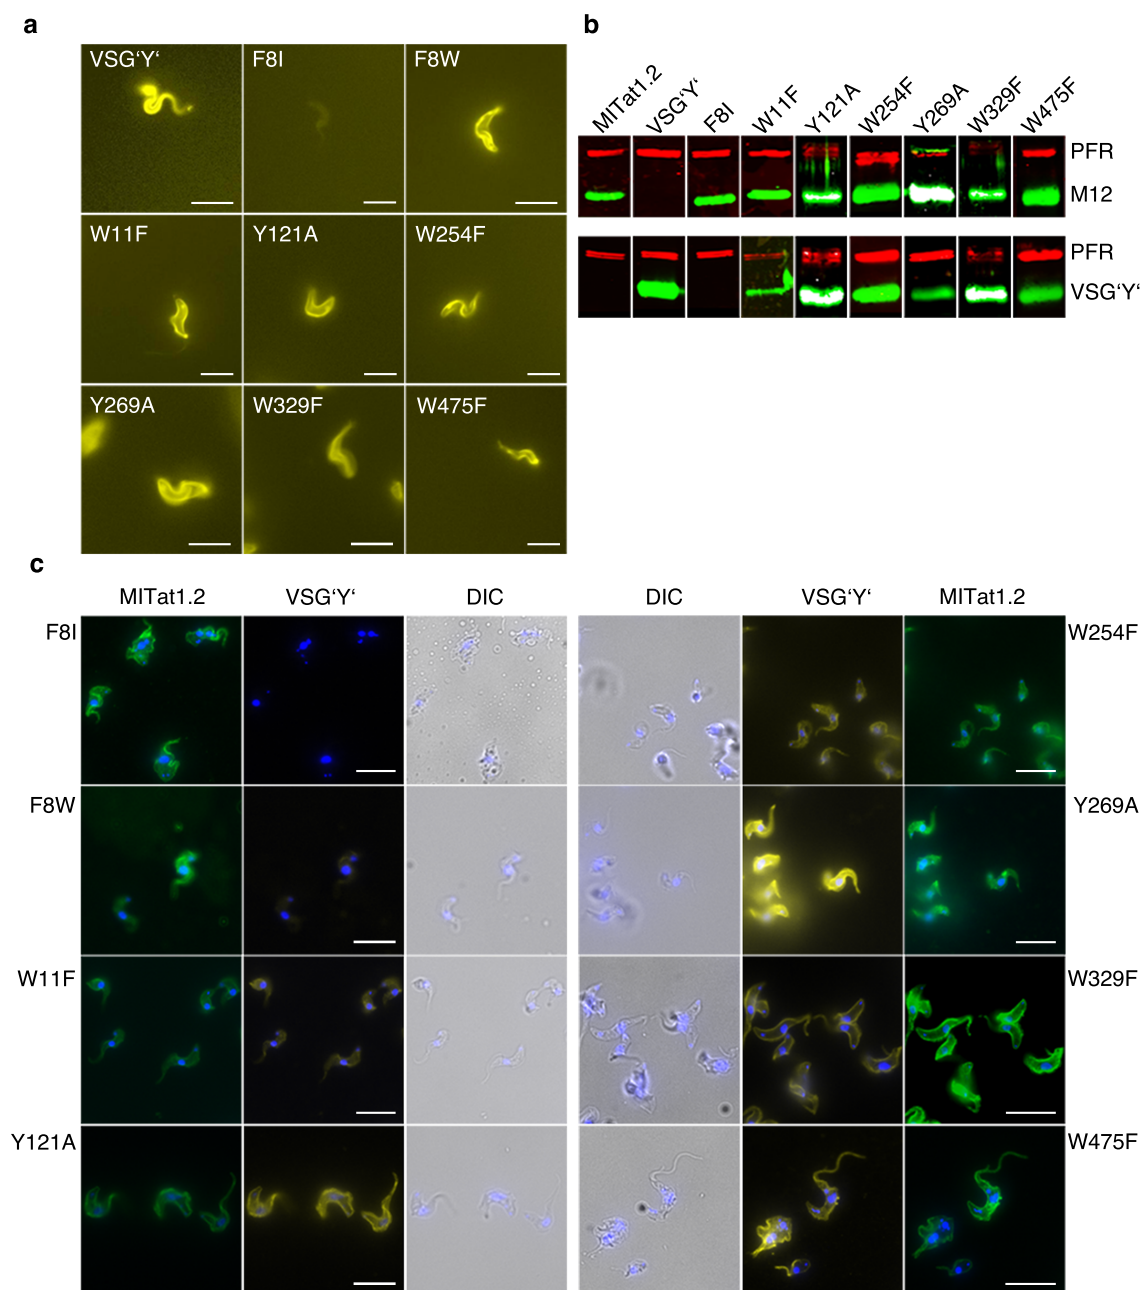 a
VSG‘Y‘ F8I F8W
W11F Y121A W254F
Y269A W329F W475F
b
MITat1.2 VSG‘Y‘ F8I W11F Y121A W254F Y269A W329F W475F
PFR
M12
PFR
VSG‘Y‘
c
MITat1.2 VSG‘Y‘ DIC DIC VSG‘Y‘ MITat1.2
F8I W254F
F8W Y269A
W11F W329F
Y121A W475F